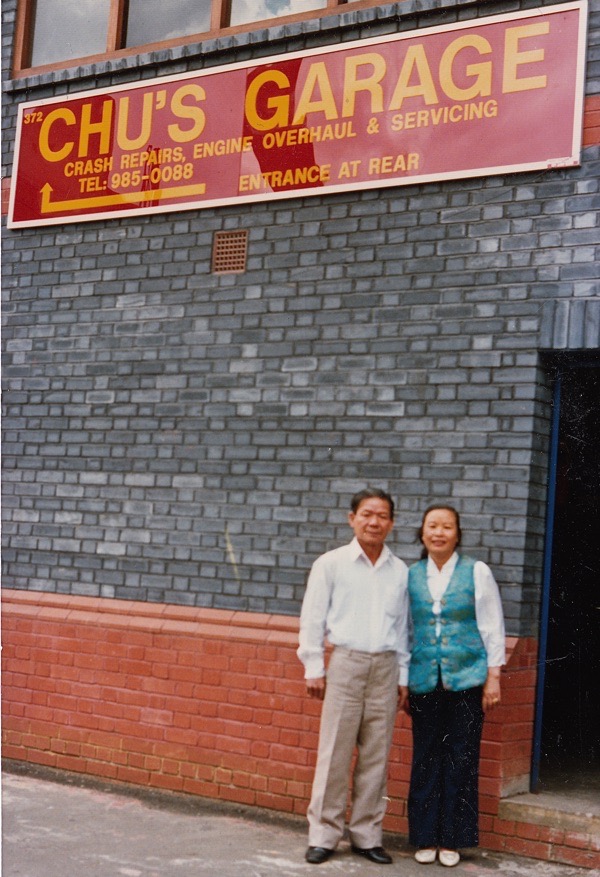 372 CHU'S GARAGE
CRASH REPAIRS, ENGINE OVERHAUL & SERVICING
TEL: 985-0088 ENTRANCE AT REAR